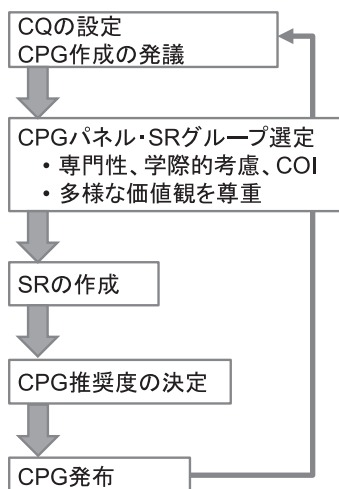 CQの設定
CPG作成の発議
CPGパネル・SRグループ選定
・専門性、学際的考慮、COI
・多様な価値観を尊重
SRの作成
CPG推奨度の決定
CPG発布